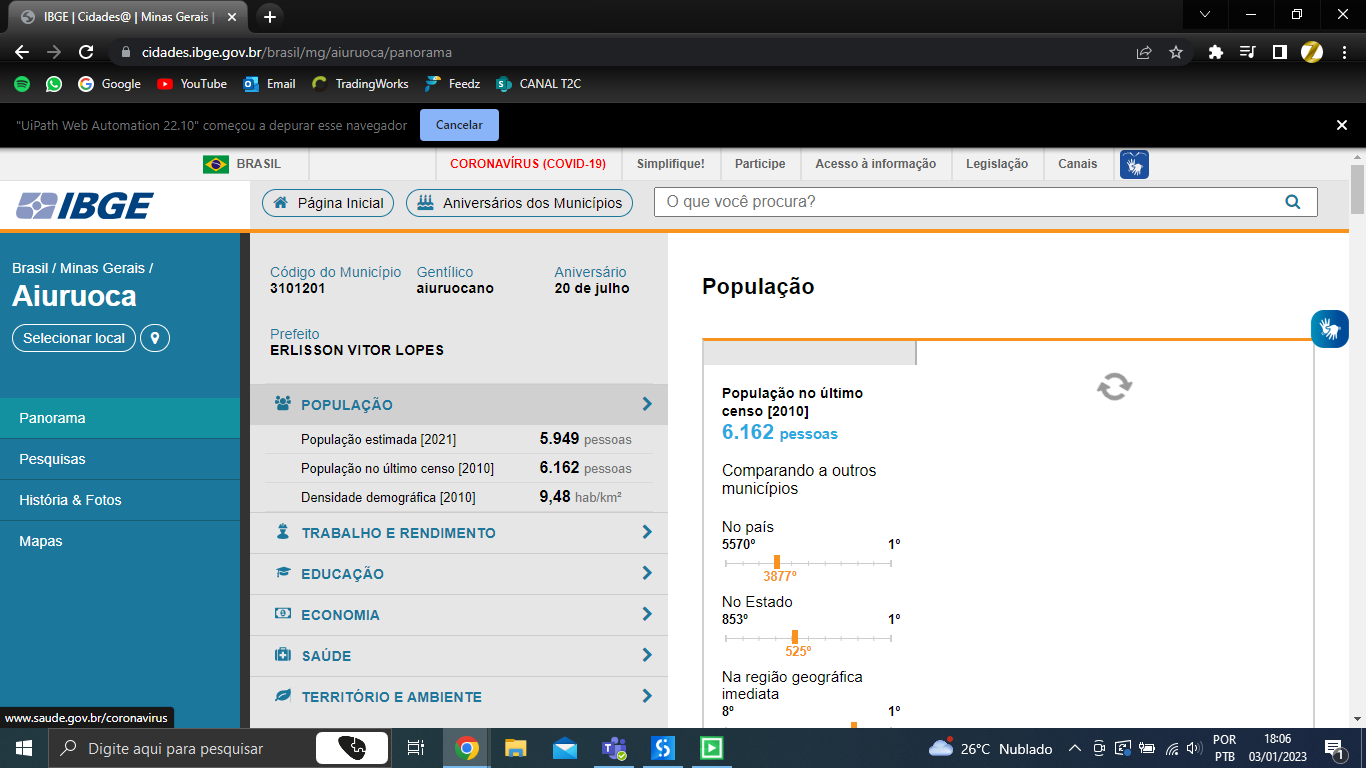 IBGE | Cidades@ | Minas Gerais |
cidades.ibge.gov.br/brasil/mg/aiuruoca/panorama
Google YouTube Email TradingWorks Feedz CANAL T2C
"UiPath Web Automation 22.10" começou a depurar esse navegador Cancelar
BRASIL CORONAVÍRUS (COVID-19) Simplifique! Participe Acesso à informação Legislação Canais
IBGE Página Inicial Aniversários dos Municípios O que você procura?
Brasil / Minas Gerais /
Aiuruoca
Selecionar local
Panorama
Pesquisas
História & Fotos
Mapas
Código do Município Gentílico Aniversário
3101201 aiuruocano 20 de julho
Prefeito
ERLISSON VITOR LOPES
POPULAÇÃO
População estimada [2021] 5.949 pessoas
População no último censo [2010] 6.162 pessoas
Densidade demográfica [2010] 9,48 hab/km²
TRABALHO E RENDIMENTO
EDUCAÇÃO
ECONOMIA
SAÚDE
TERRITÓRIO E AMBIENTE
População
População no último
censo [2010]
6.162 pessoas
Comparando a outros
municípios
No país
5570º 1º
3877º
No Estado
853º 1º
525º
Na região geográfica
imediata
8º 1º
www.saude.gov.br/coronavirus
Digite aqui para pesquisar 26°C Nublado POR 18:06
PTB 03/01/2023 1